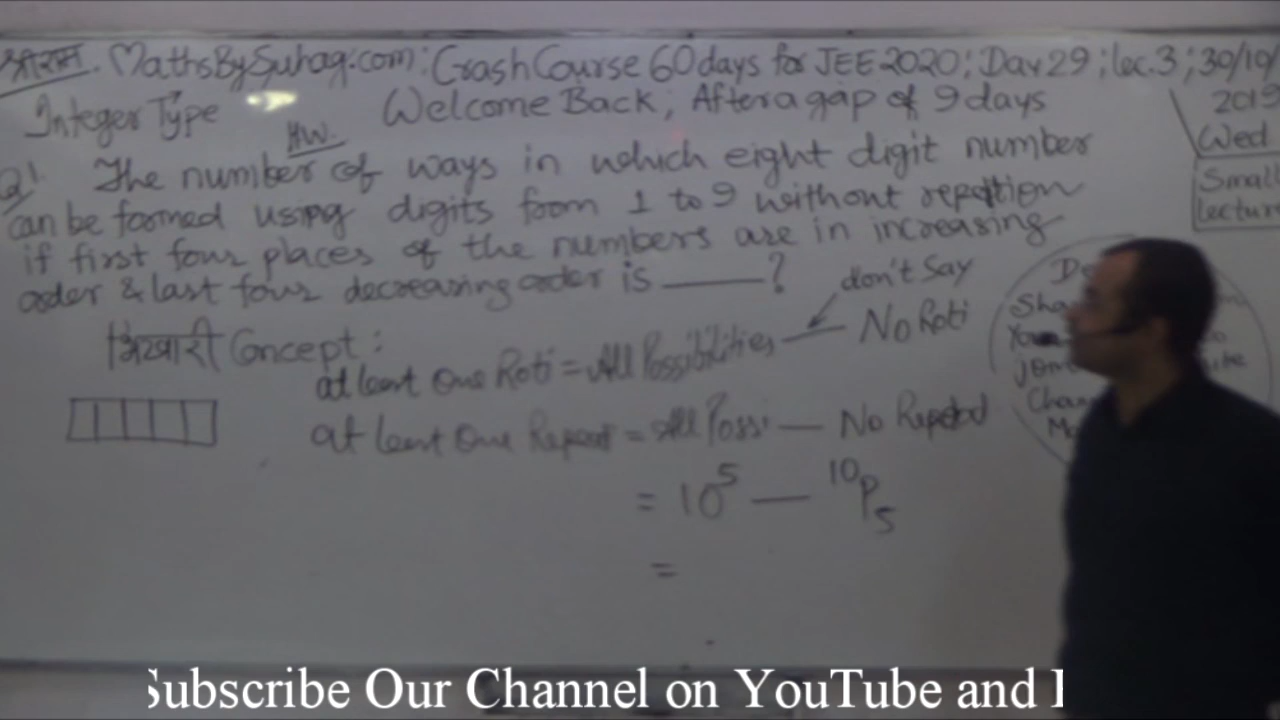 श्रीराम. MathsBySuhag.com: Crash Course 60 days for JEE 2020; Day 29; lec.3; 30/10/
2019
Wed
Integer Type
Welcome Back, After a gap of 9 days
Small
Lecture
HW.
Q1. The number of ways in which eight digit number
can be formed using digits from 1 to 9 without repetition
if first four places of the numbers are in increasing
order & last four decreasing order is ____?
भिखारी Concept:
at least One Roti = All Possibilities — No Roti
don't Say
at least One Repeat = All Possi — No Repeted
= 10⁵ — ¹⁰P₅
=
Subscribe Our Channel on YouTube and